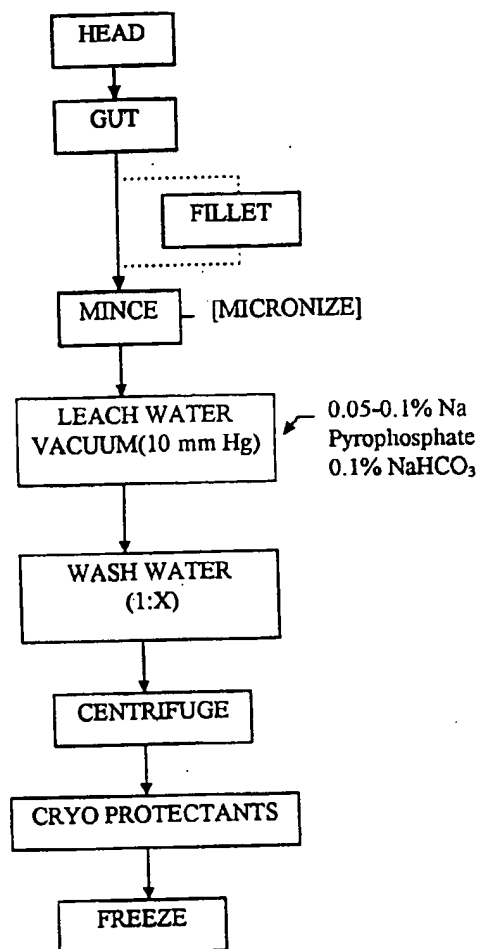 HEAD
GUT
FILLET
MINCE
[MICRONIZE]
LEACH WATER
VACUUM(10 mm Hg)
0.05-0.1% Na
Pyrophosphate
0.1% NaHCO₃
WASH WATER
(1:X)
CENTRIFUGE
CRYO PROTECTANTS
FREEZE